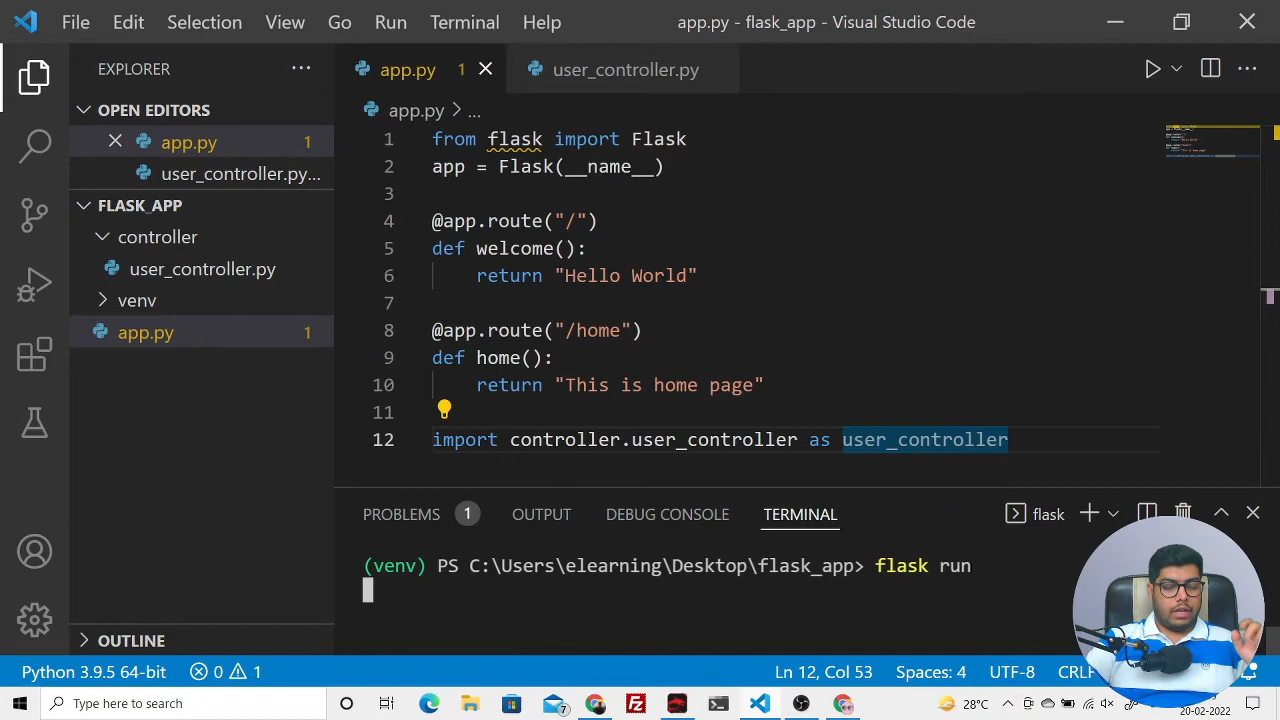 File Edit Selection View Go Run Terminal Help app.py - flask_app - Visual Studio Code
EXPLORER
OPEN EDITORS
app.py 1
user_controller.py...
FLASK_APP
controller
user_controller.py
venv
app.py 1
OUTLINE
app.py 1 user_controller.py
app.py > ...
1 from flask import Flask
2 app = Flask(__name__)
3
4 @app.route("/")
5 def welcome():
6 return "Hello World"
7
8 @app.route("/home")
9 def home():
10 return "This is home page"
11
12 import controller.user_controller as user_controller
PROBLEMS 1 OUTPUT DEBUG CONSOLE TERMINAL flask
(venv) PS C:\Users\elearning\Desktop\flask_app> flask run
Python 3.9.5 64-bit 0 1 Ln 12, Col 53 Spaces: 4 UTF-8 CRLF
Type here to search 7 28°C 20-02-2022